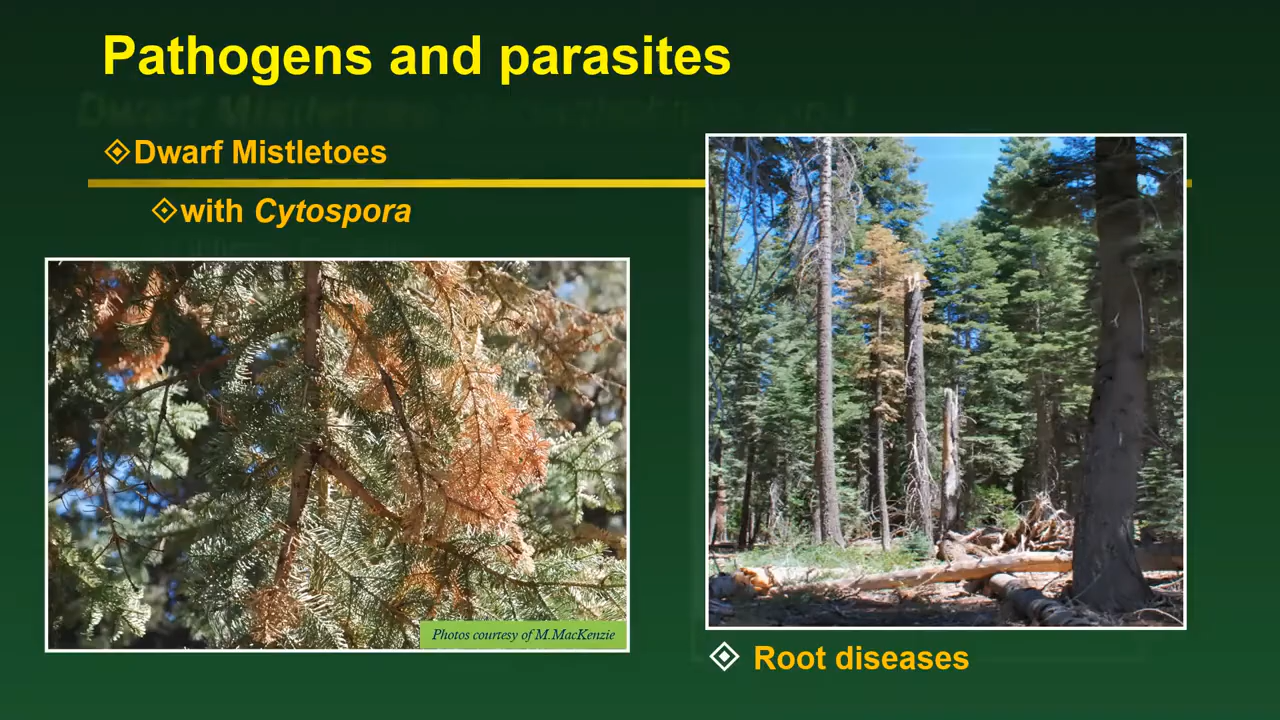 Pathogens and parasites
Dwarf Mistletoes
with Cytospora
Photos courtesy of M.MacKenzie
Root diseases